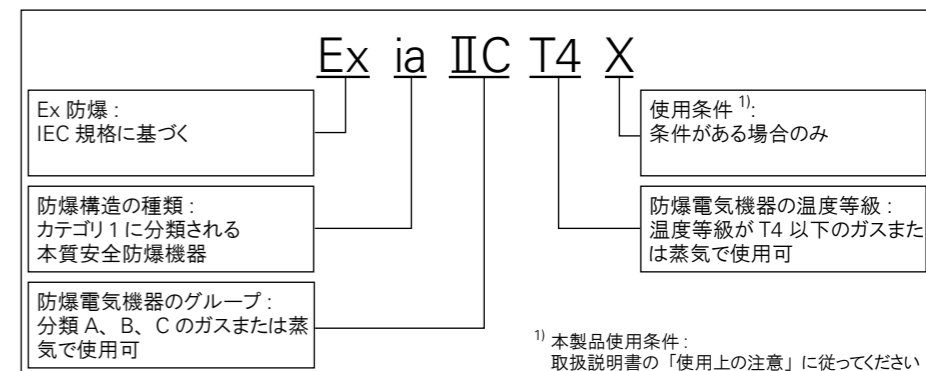 Ex ia ⅡC T4 X
Ex 防爆：
IEC 規格に基づく
防爆構造の種類：
カテゴリ 1 に分類される
本質安全防爆機器
防爆電気機器のグループ：
分類 A、B、C のガスまたは蒸
気で使用可
使用条件 1):
条件がある場合のみ
防爆電気機器の温度等級：
温度等級が T4 以下のガスまた
は蒸気で使用可
1) 本製品使用条件：
取扱説明書の「使用上の注意」に従ってください